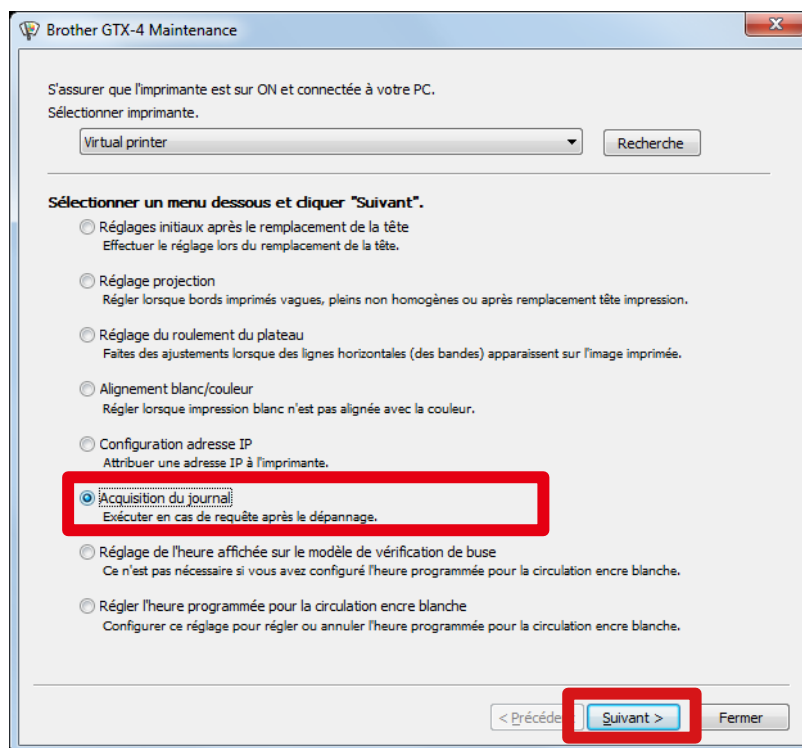 Brother GTX-4 Maintenance
S'assurer que l'imprimante est sur ON et connectée à votre PC.
Sélectionner imprimante.
Virtual printer
Recherche
Sélectionner un menu dessous et cliquer "Suivant".
Réglages initiaux après le remplacement de la tête
Effectuer le réglage lors du remplacement de la tête.
Réglage projection
Régler lorsque bords imprimés vagues, pleins non homogènes ou après remplacement tête impression.
Réglage du roulement du plateau
Faites des ajustements lorsque des lignes horizontales (des bandes) apparaissent sur l'image imprimée.
Alignement blanc/couleur
Régler lorsque impression blanc n'est pas alignée avec la couleur.
Configuration adresse IP
Attribuer une adresse IP à l'imprimante.
Acquisition du journal
Exécuter en cas de requête après le dépannage.
Réglage de l'heure affichée sur le modèle de vérification de buse
Ce n'est pas nécessaire si vous avez configuré l'heure programmée pour la circulation encre blanche.
Régler l'heure programmée pour la circulation encre blanche
Configurer ce réglage pour régler ou annuler l'heure programmée pour la circulation encre blanche.
< Précéde
Suivant >
Fermer